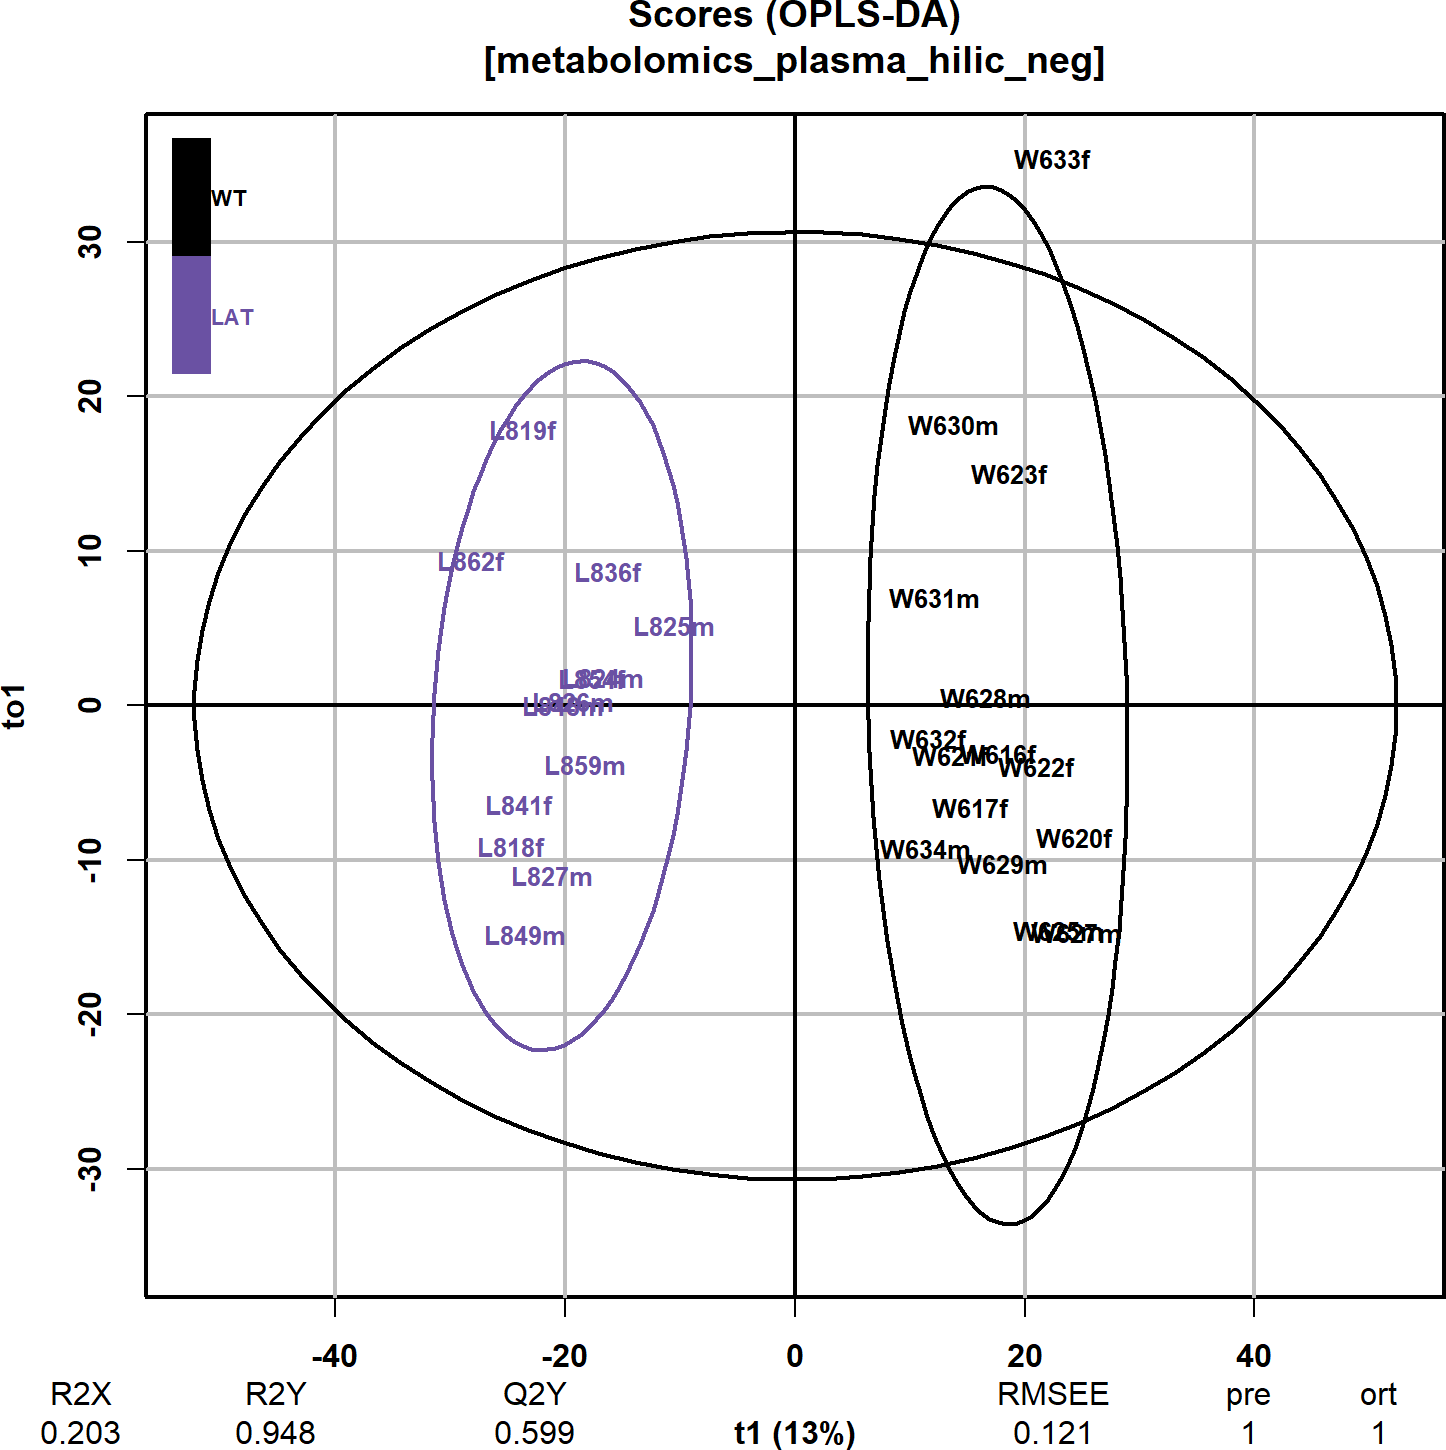 Scores (OPLS-DA)
[metabolomics_plasma_hilic_neg]
WT
LAT
W633f
W630m
L819f
W623f
L862f
L836f
W631m
L825m
W628m
W632f
W616f
W622f
L859m
L841f
W617f
W620f
L818f
W634m
W629m
L827m
L849m
W627m
to1
30
20
10
0
-10
-20
-30
-40 -20 0 20 40
R2X R2Y Q2Y RMSEE pre ort
0.203 0.948 0.599 t1 (13%) 0.121 1 1